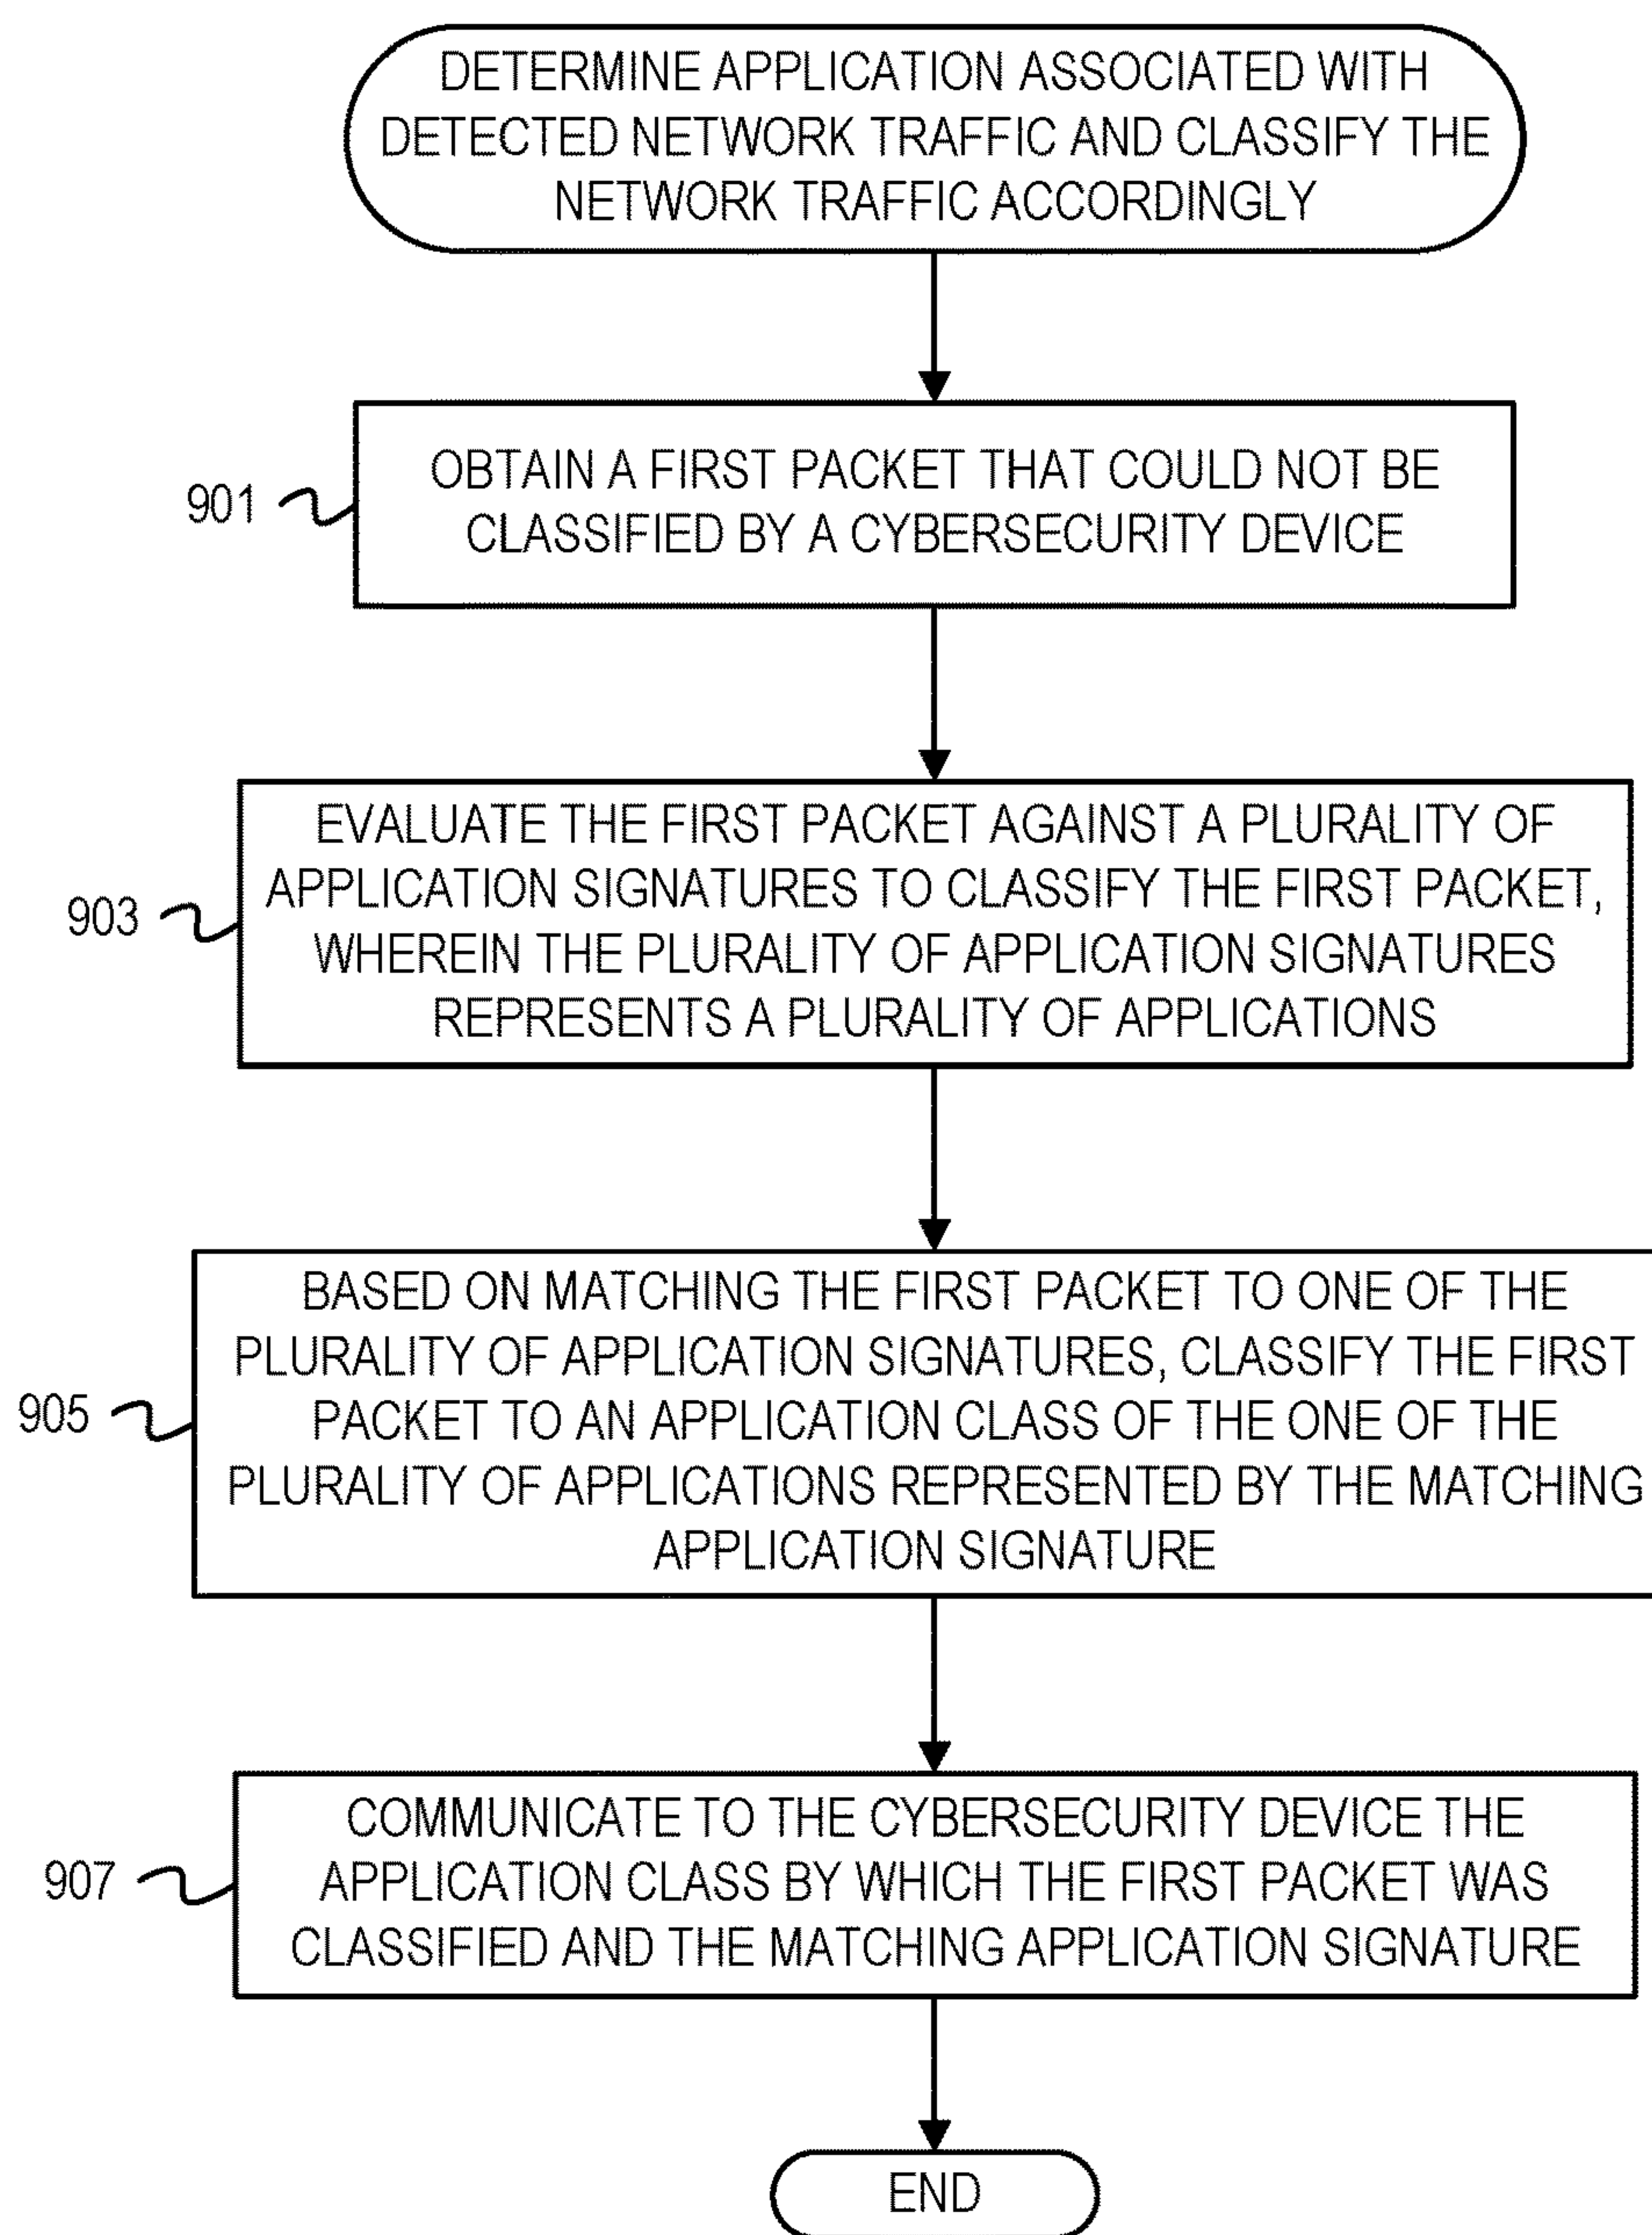 DETERMINE APPLICATION ASSOCIATED WITH
DETECTED NETWORK TRAFFIC AND CLASSIFY THE
NETWORK TRAFFIC ACCORDINGLY
901
OBTAIN A FIRST PACKET THAT COULD NOT BE
CLASSIFIED BY A CYBERSECURITY DEVICE
903
EVALUATE THE FIRST PACKET AGAINST A PLURALITY OF
APPLICATION SIGNATURES TO CLASSIFY THE FIRST PACKET,
WHEREIN THE PLURALITY OF APPLICATION SIGNATURES
REPRESENTS A PLURALITY OF APPLICATIONS
905
BASED ON MATCHING THE FIRST PACKET TO ONE OF THE
PLURALITY OF APPLICATION SIGNATURES, CLASSIFY THE FIRST
PACKET TO AN APPLICATION CLASS OF THE ONE OF THE
PLURALITY OF APPLICATIONS REPRESENTED BY THE MATCHING
APPLICATION SIGNATURE
907
COMMUNICATE TO THE CYBERSECURITY DEVICE THE
APPLICATION CLASS BY WHICH THE FIRST PACKET WAS
CLASSIFIED AND THE MATCHING APPLICATION SIGNATURE
END